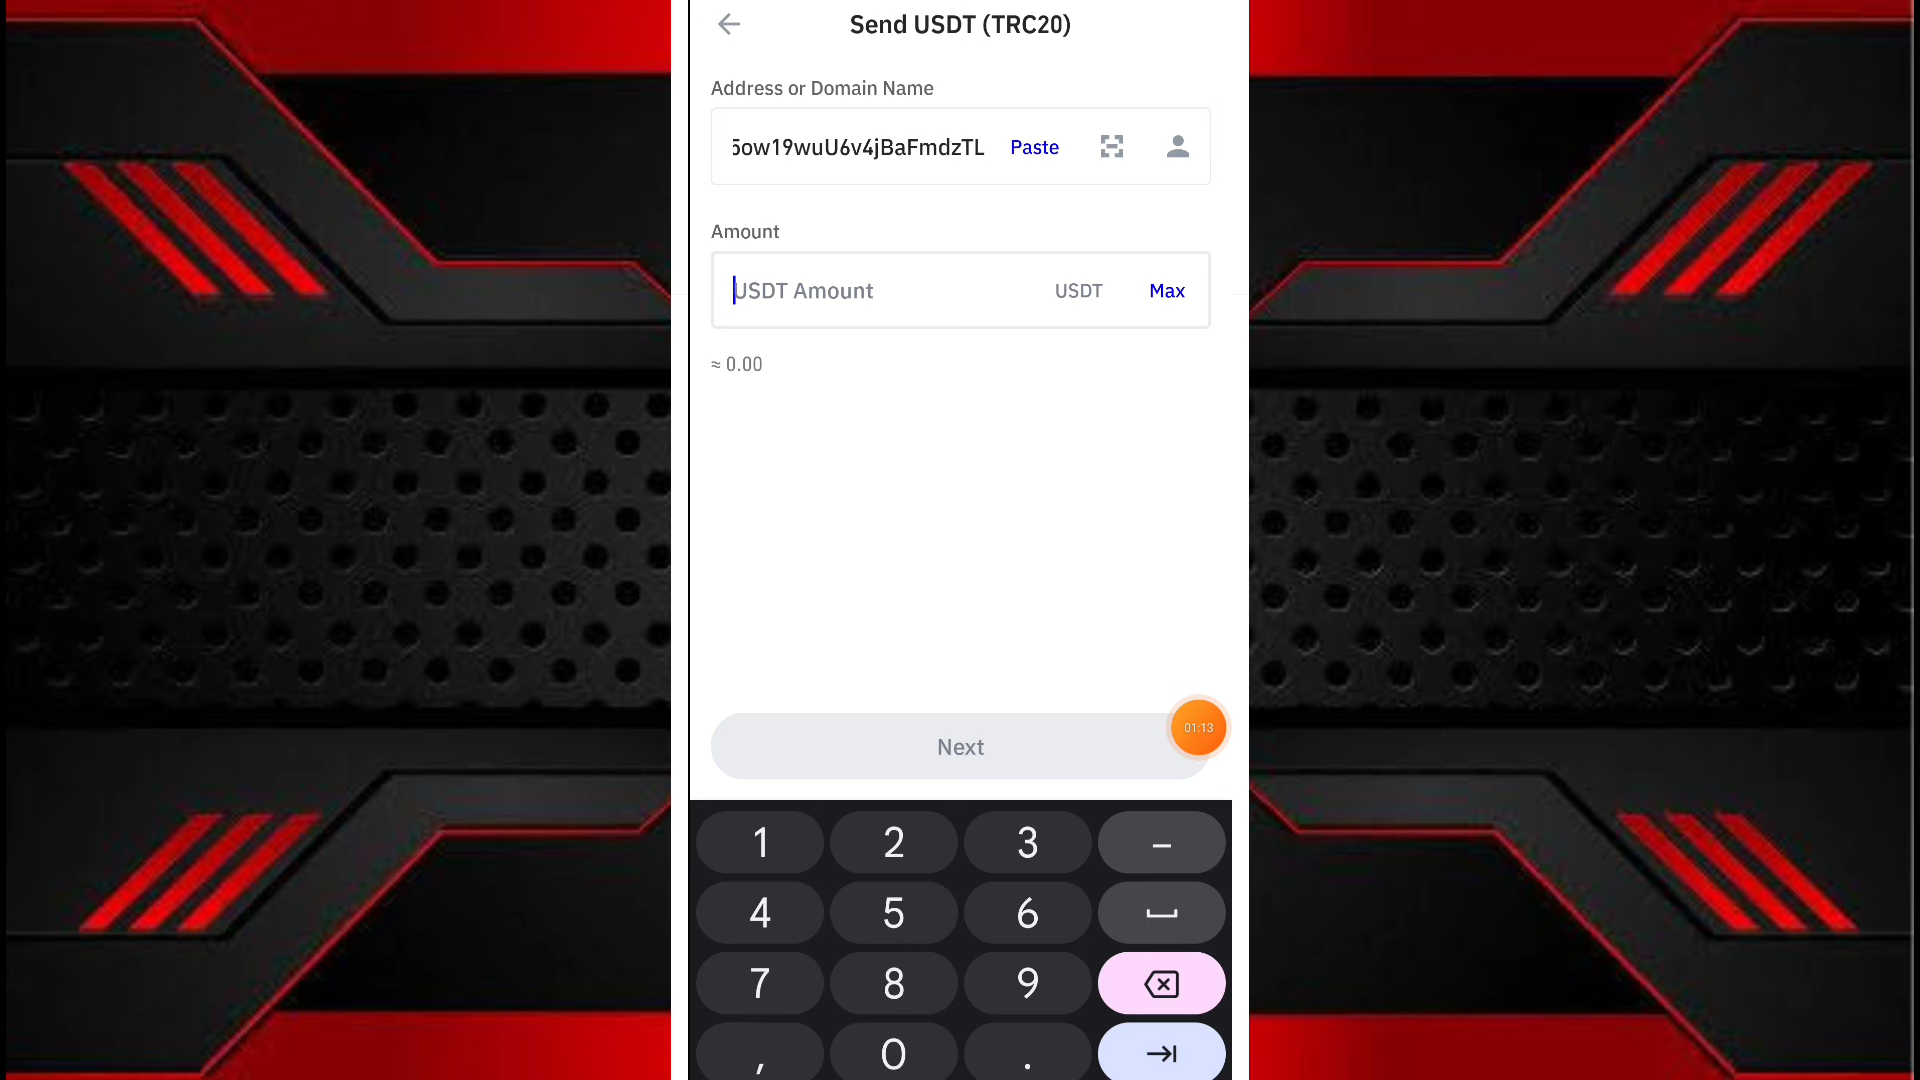 Send USDT (TRC20)
Address or Domain Name
5ow19wuU6v4jBaFmdzTL Paste
Amount
USDT Amount USDT Max
≈ 0.00
Next
01:13
1 2 3 –
4 5 6
7 8 9
, 0 .